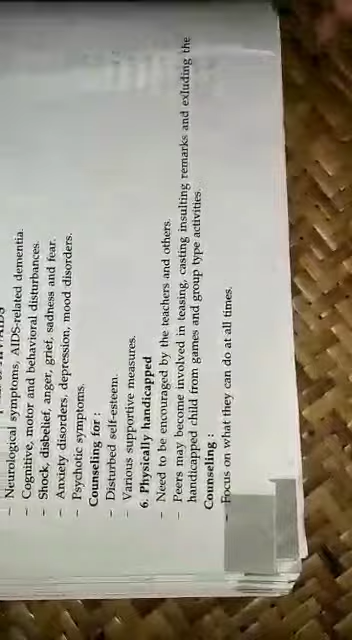 - Neurological symptoms, AIDS-related dementia.
- Cognitive, motor and behavioral disturbances.
- Shock, disbelief, anger, grief, sadness and fear.
- Anxiety disorders, depression, mood disorders.
- Psychotic symptoms.
Counseling for :
- Disturbed self-esteem.
- Various supportive measures.
6. Physically handicapped
- Need to be encouraged by the teachers and others.
- Peers may become involved in teasing, casting insulting remarks and exluding the
handicapped child from games and group type activities.
Counseling :
- Focus on what they can do at all times.